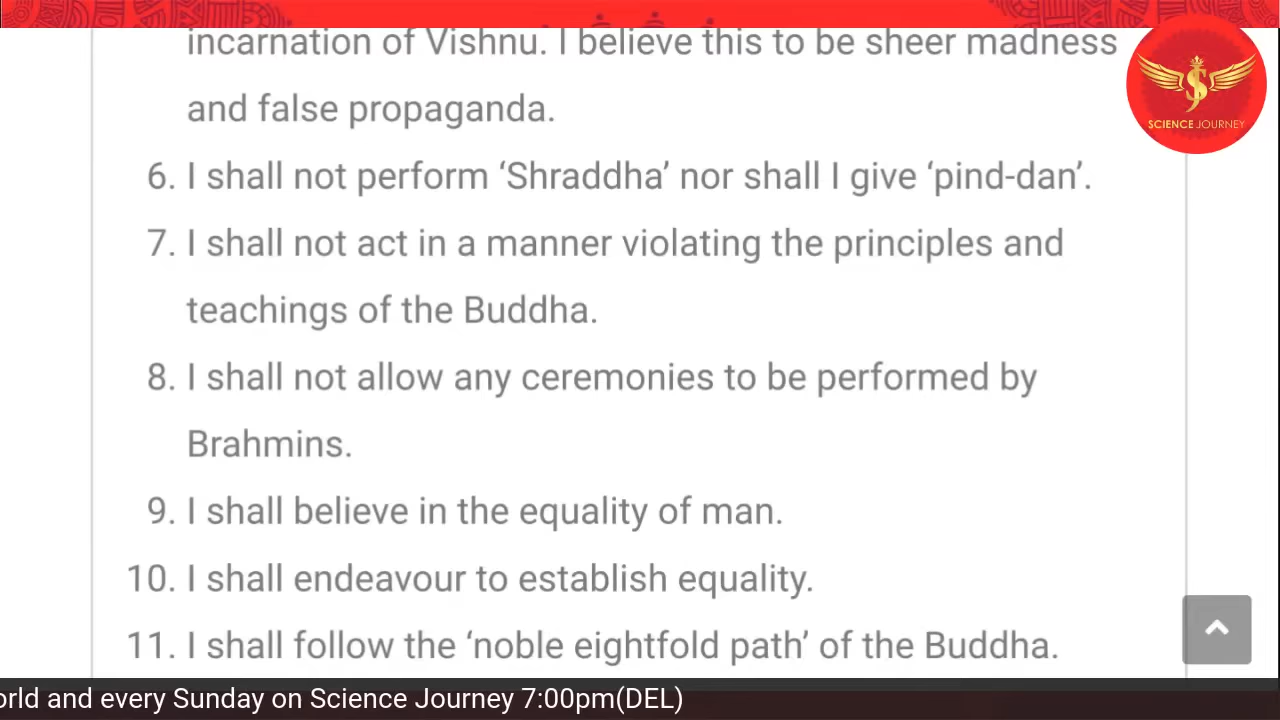 incarnation of Vishnu. I believe this to be sheer madness
and false propaganda.
6. I shall not perform ‘Shraddha’ nor shall I give ‘pind-dan’.
7. I shall not act in a manner violating the principles and
teachings of the Buddha.
8. I shall not allow any ceremonies to be performed by
Brahmins.
9. I shall believe in the equality of man.
10. I shall endeavour to establish equality.
11. I shall follow the ‘noble eightfold path’ of the Buddha.
SJ
SCIENCE JOURNEY
orld and every Sunday on Science Journey 7:00pm(DEL)